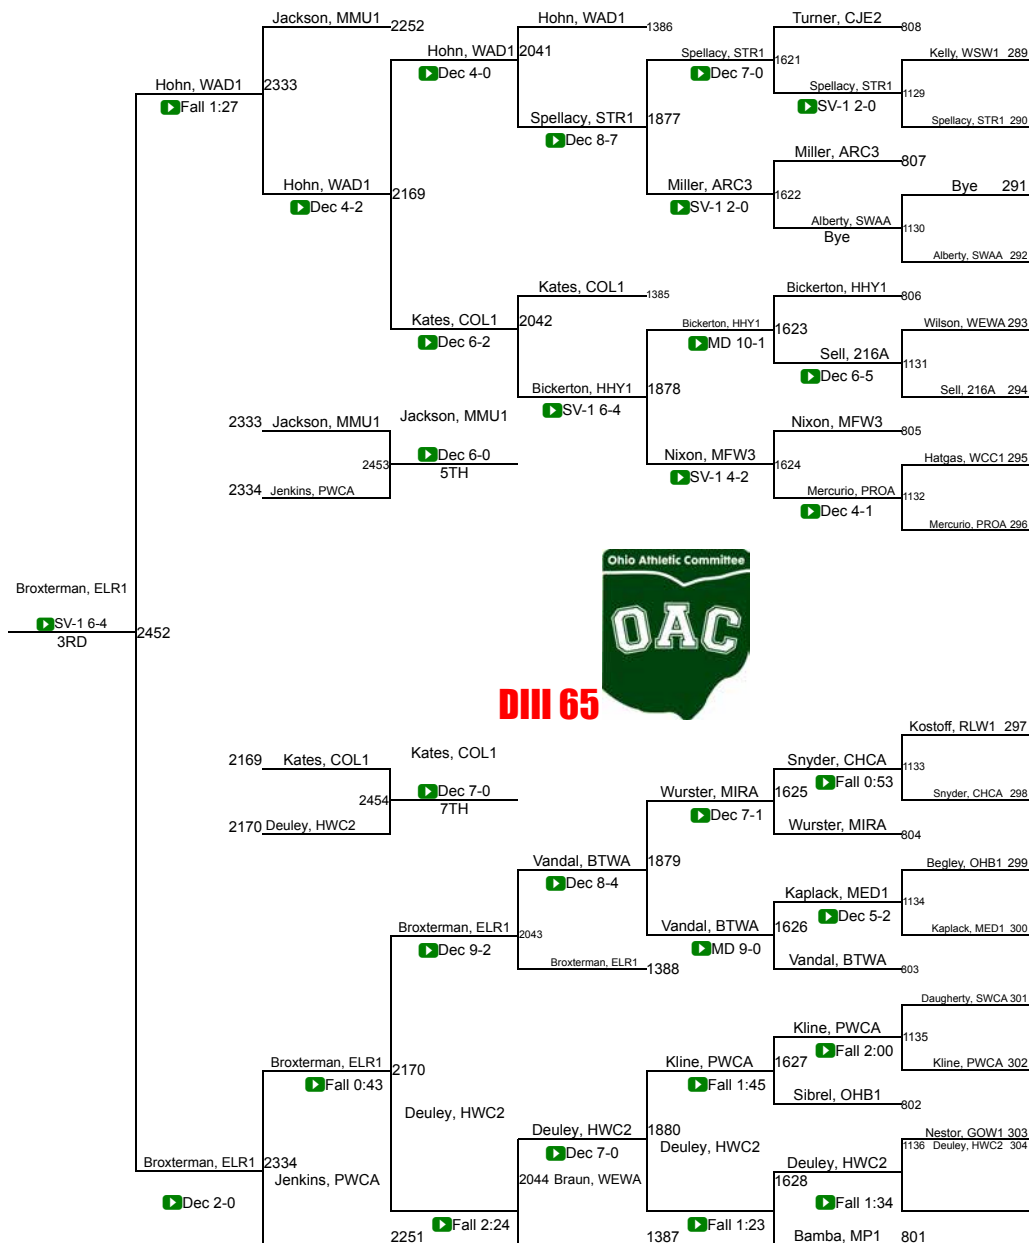 Jackson, MMU1
2252
Hohn, WAD1
1386
Turner, CJE2
808
Hohn, WAD1
2041
Dec 4-0
Spellacy, STR1
1621
Dec 7-0
Kelly, WSW1 289
Hohn, WAD1
2333
Fall 1:27
Spellacy, STR1
1129
SV-1 2-0
Spellacy, STR1
1877
Dec 8-7
Spellacy, STR1 290
Miller, ARC3
807
Hohn, WAD1
2169
Dec 4-2
Miller, ARC3
1622
SV-1 2-0
Bye 291
Alberty, SWAA
1130
Bye
Alberty, SWAA 292
Kates, COL1
1385
Bickerton, HHY1
806
Kates, COL1
2042
Dec 6-2
Bickerton, HHY1
1623
MD 10-1
Wilson, WEWA 293
Sell, 216A
1131
Dec 6-5
Bickerton, HHY1
1878
SV-1 6-4
Sell, 216A 294
2333 Jackson, MMU1
Jackson, MMU1
Nixon, MFW3
805
2453
Dec 6-0
5TH
Nixon, MFW3
1624
SV-1 4-2
Hatgas, WCC1 295
2334 Jenkins, PWCA
Mercurio, PROA
1132
Dec 4-1
Mercurio, PROA 296
Ohio Athletic Committee
OAC
Broxterman, ELR1
SV-1 6-4
2452
3RD
DIII 65
Kostoff, RLW1 297
2169 Kates, COL1
Kates, COL1
Snyder, CHCA
1133
Fall 0:53
2454
Dec 7-0
7TH
Wurster, MIRA
1625
Dec 7-1
Snyder, CHCA 298
2170 Deuley, HWC2
Wurster, MIRA
804
Vandal, BTWA
1879
Dec 8-4
Begley, OHB1 299
Kaplack, MED1
1134
Dec 5-2
Broxterman, ELR1
2043
Dec 9-2
Vandal, BTWA
1626
MD 9-0
Kaplack, MED1 300
Broxterman, ELR1
1388
Vandal, BTWA
803
Daugherty, SWCA 301
Kline, PWCA
1135
Fall 2:00
Broxterman, ELR1
2170
Fall 0:43
Kline, PWCA
1627
Fall 1:45
Kline, PWCA 302
Sibrel, OHB1
802
Deuley, HWC2
Deuley, HWC2
1880
Dec 7-0
Deuley, HWC2
Nestor, GOW1 303
1136 Deuley, HWC2 304
Broxterman, ELR1
2334
Dec 2-0
Jenkins, PWCA
2044 Braun, WEWA
Deuley, HWC2
1628
Fall 1:34
2251
Fall 2:24
1387
Fall 1:23
Bamba, MP1
801